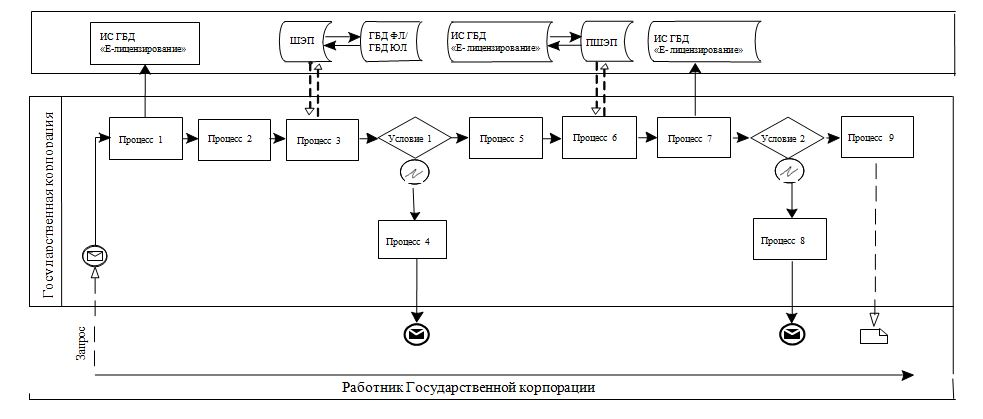 ИС ГБД
«Е-лицензирование»
ШЭП
ГБД ФЛ/
ГБД ЮЛ
ИС ГБД
«Е- лицензирование»
ПШЭП
ИС ГБД
«Е- лицензирование»
Государственная корпорация
Процесс 1
Процесс 2
Процесс 3
Условие 1
Процесс 5
Процесс 6
Процесс 7
Условие 2
Процесс 9
Процесс 4
Процесс 8
Запрос
Работник Государственной корпорации